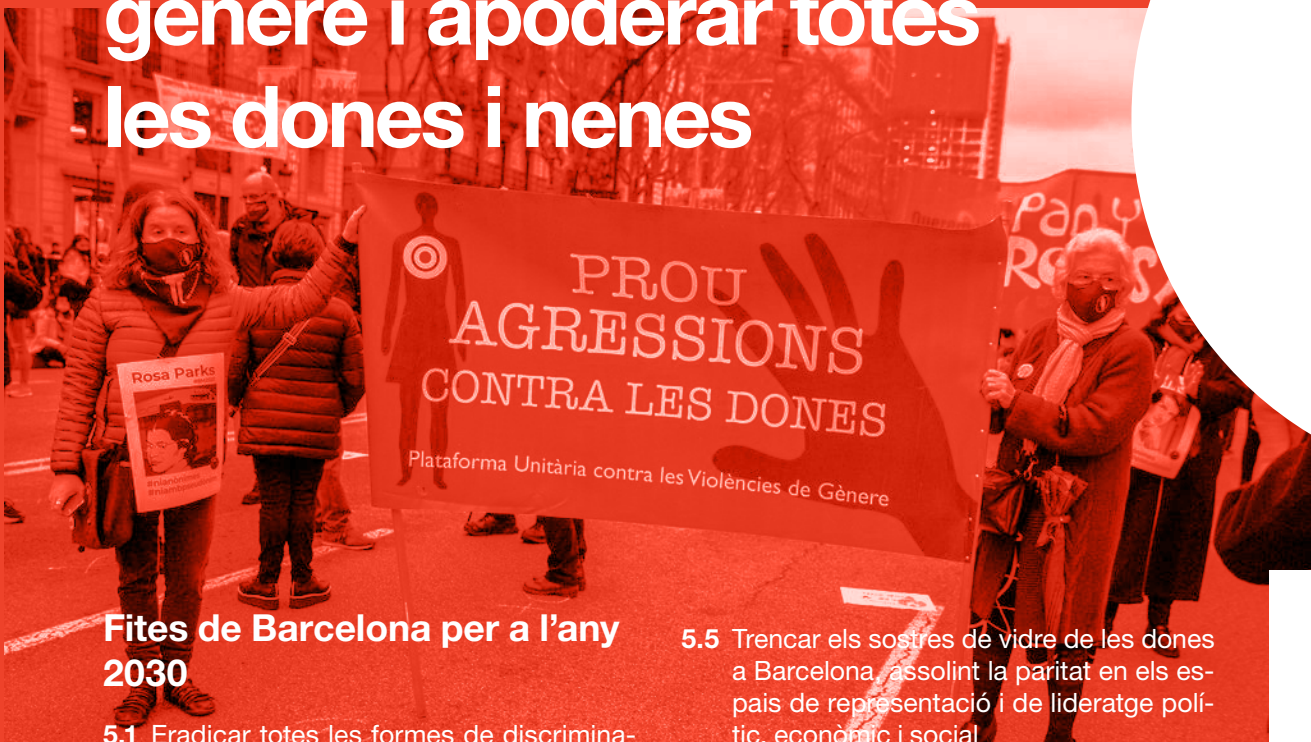 gènere i apoderar totes
les dones i nenes
Pan y
PROU
AGRESSIONS
CONTRA LES DONES
Plataforma Unitària contra les Violències de Gènere
Rosa Parks
#nianònimes
Fites de Barcelona per a l'any
2030
5.1 Eradicar totes les formes de discrimina-
5.5 Trencar els sostres de vidre de les dones
a Barcelona, assolint la paritat en els es-
pais de representació i de lideratge polí-
tic, econòmic i social